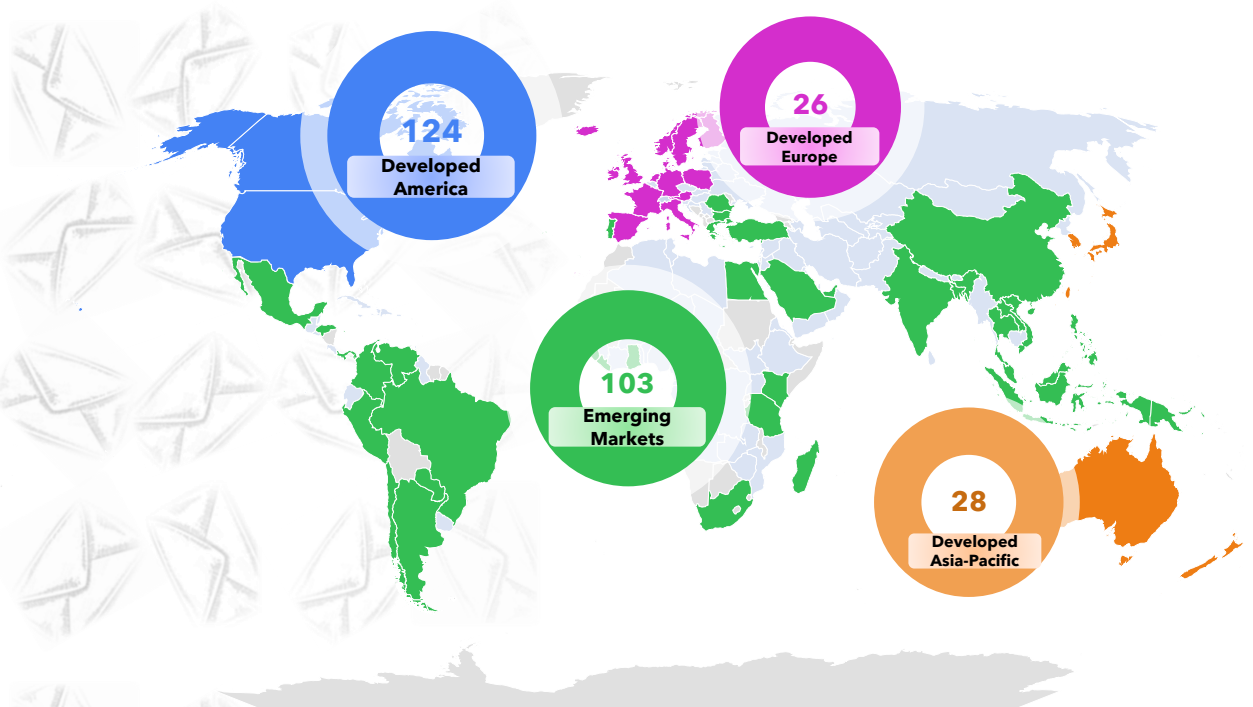 124
Developed
America
26
Developed
Europe
103
Emerging
Markets
28
Developed
Asia-Pacific